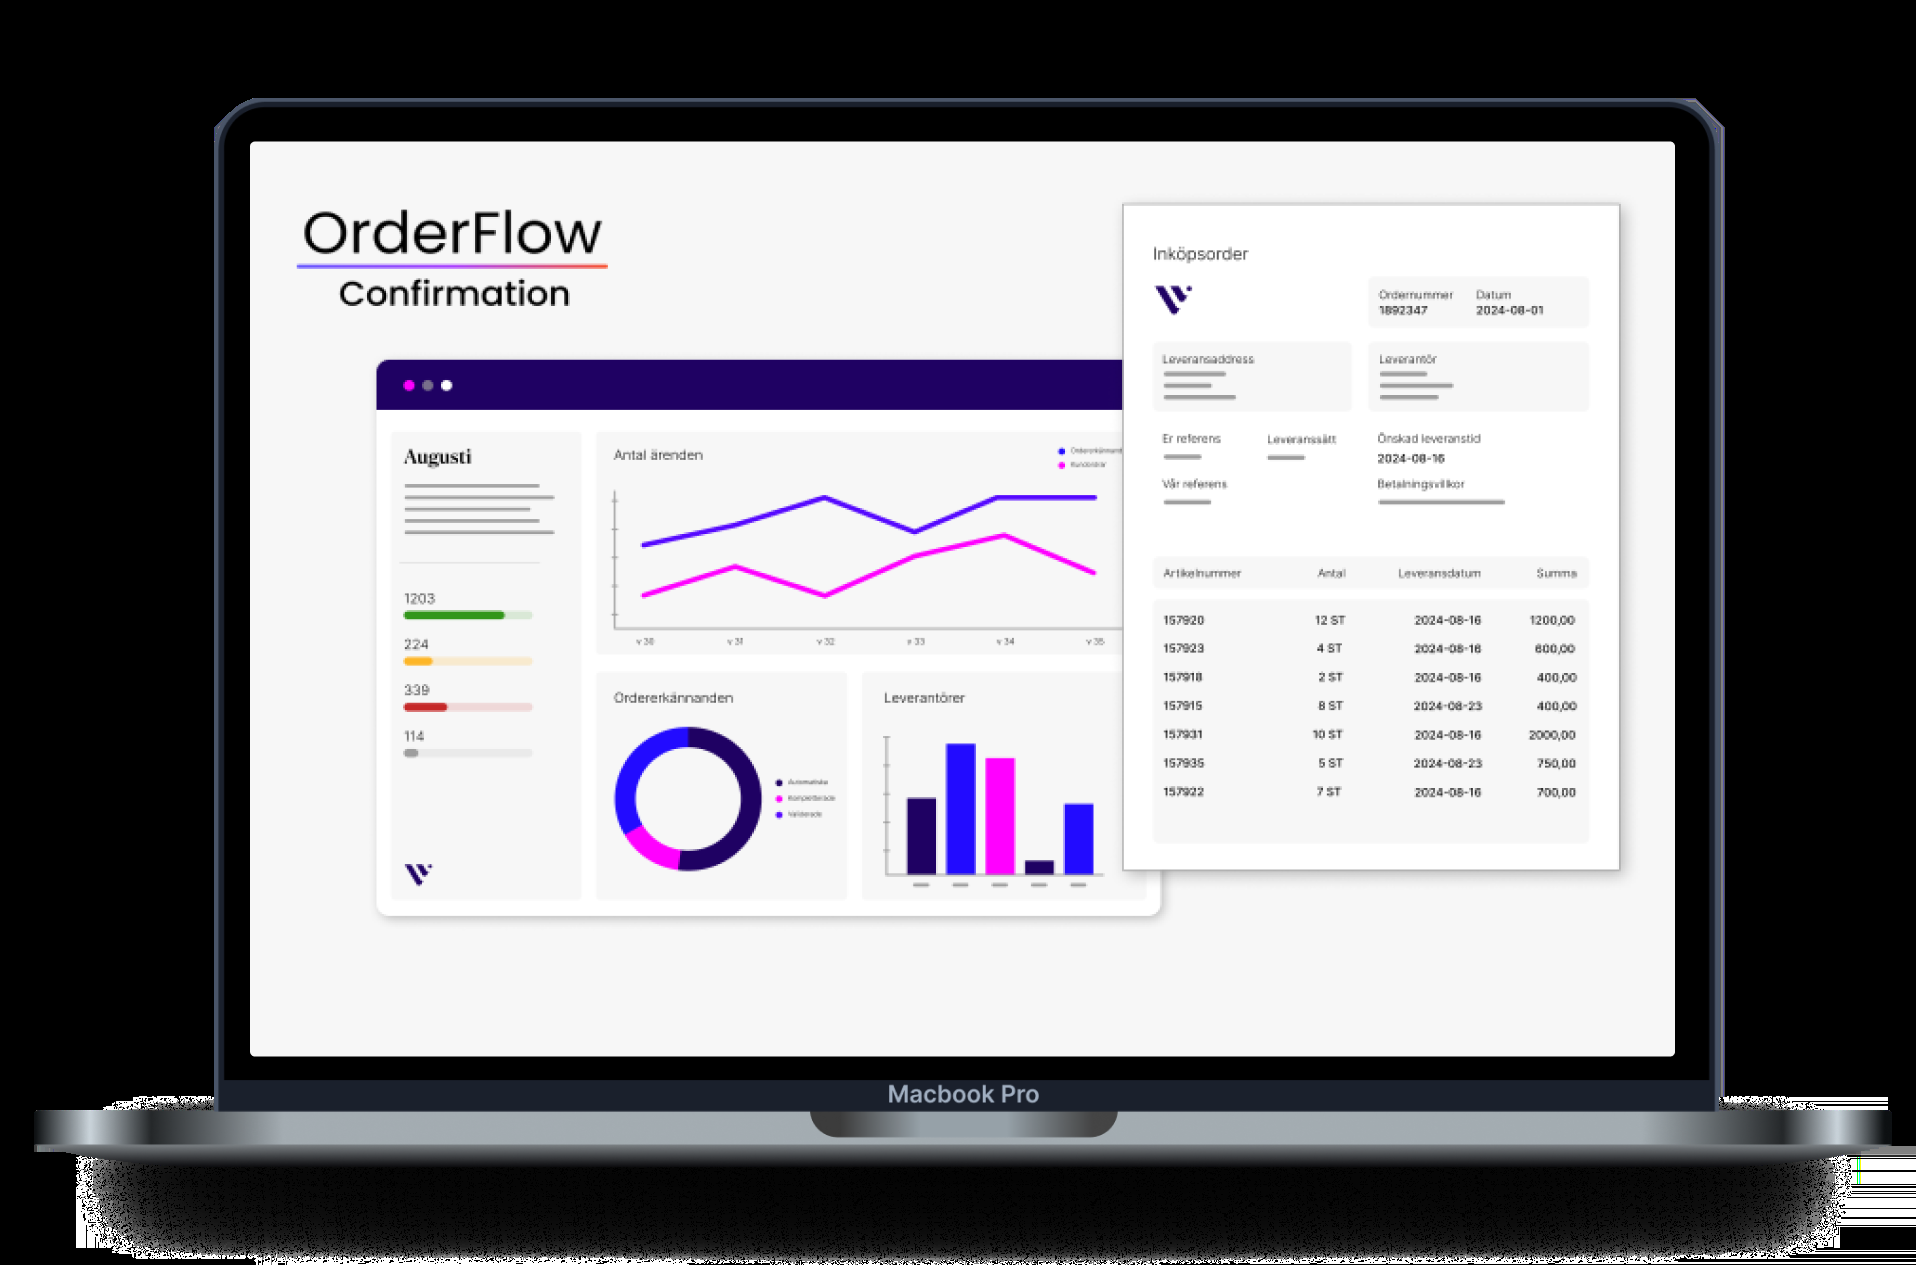 OrderFlow
Confirmation
Augusti
1203
224
339
114
Antal ärenden
v 30 v 31 v 32 v 33 v 34 v 35
Ordererkännanden
Automatiska
Kompletterade
Validerade
Leverantörer
Inköpsorder
Ordernummer Datum
1892347 2024-08-01
Leveransaddress Leverantör
Er referens Leveranssätt Önskad leveranstid
2024-08-16
Vår referens Betalningsvillkor
Artikelnummer Antal Leveransdatum Summa
157920 12 ST 2024-08-16 1200,00
157923 4 ST 2024-08-16 600,00
157918 2 ST 2024-08-16 400,00
157915 8 ST 2024-08-23 400,00
157931 10 ST 2024-08-16 2000,00
157935 5 ST 2024-08-23 750,00
157922 7 ST 2024-08-16 700,00
Macbook Pro